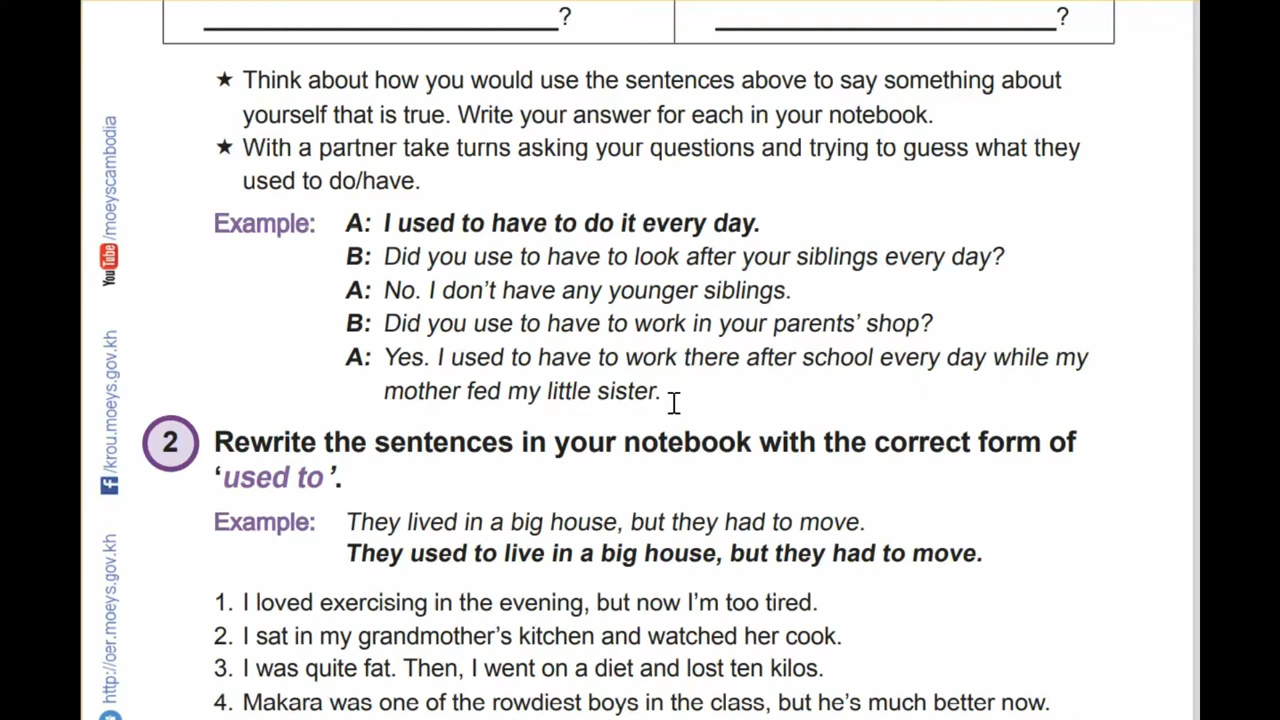 ? ?
★ Think about how you would use the sentences above to say something about
yourself that is true. Write your answer for each in your notebook.
★ With a partner take turns asking your questions and trying to guess what they
used to do/have.
Example: A: I used to have to do it every day.
B: Did you use to have to look after your siblings every day?
A: No. I don’t have any younger siblings.
B: Did you use to have to work in your parents’ shop?
A: Yes. I used to have to work there after school every day while my
mother fed my little sister.
2 Rewrite the sentences in your notebook with the correct form of
‘used to’.
Example: They lived in a big house, but they had to move.
They used to live in a big house, but they had to move.
1. I loved exercising in the evening, but now I’m too tired.
2. I sat in my grandmother’s kitchen and watched her cook.
3. I was quite fat. Then, I went on a diet and lost ten kilos.
4. Makara was one of the rowdiest boys in the class, but he’s much better now.
http://oer.moeys.gov.kh
f /krou.moeys.gov.kh
YouTube /moeyscambodia